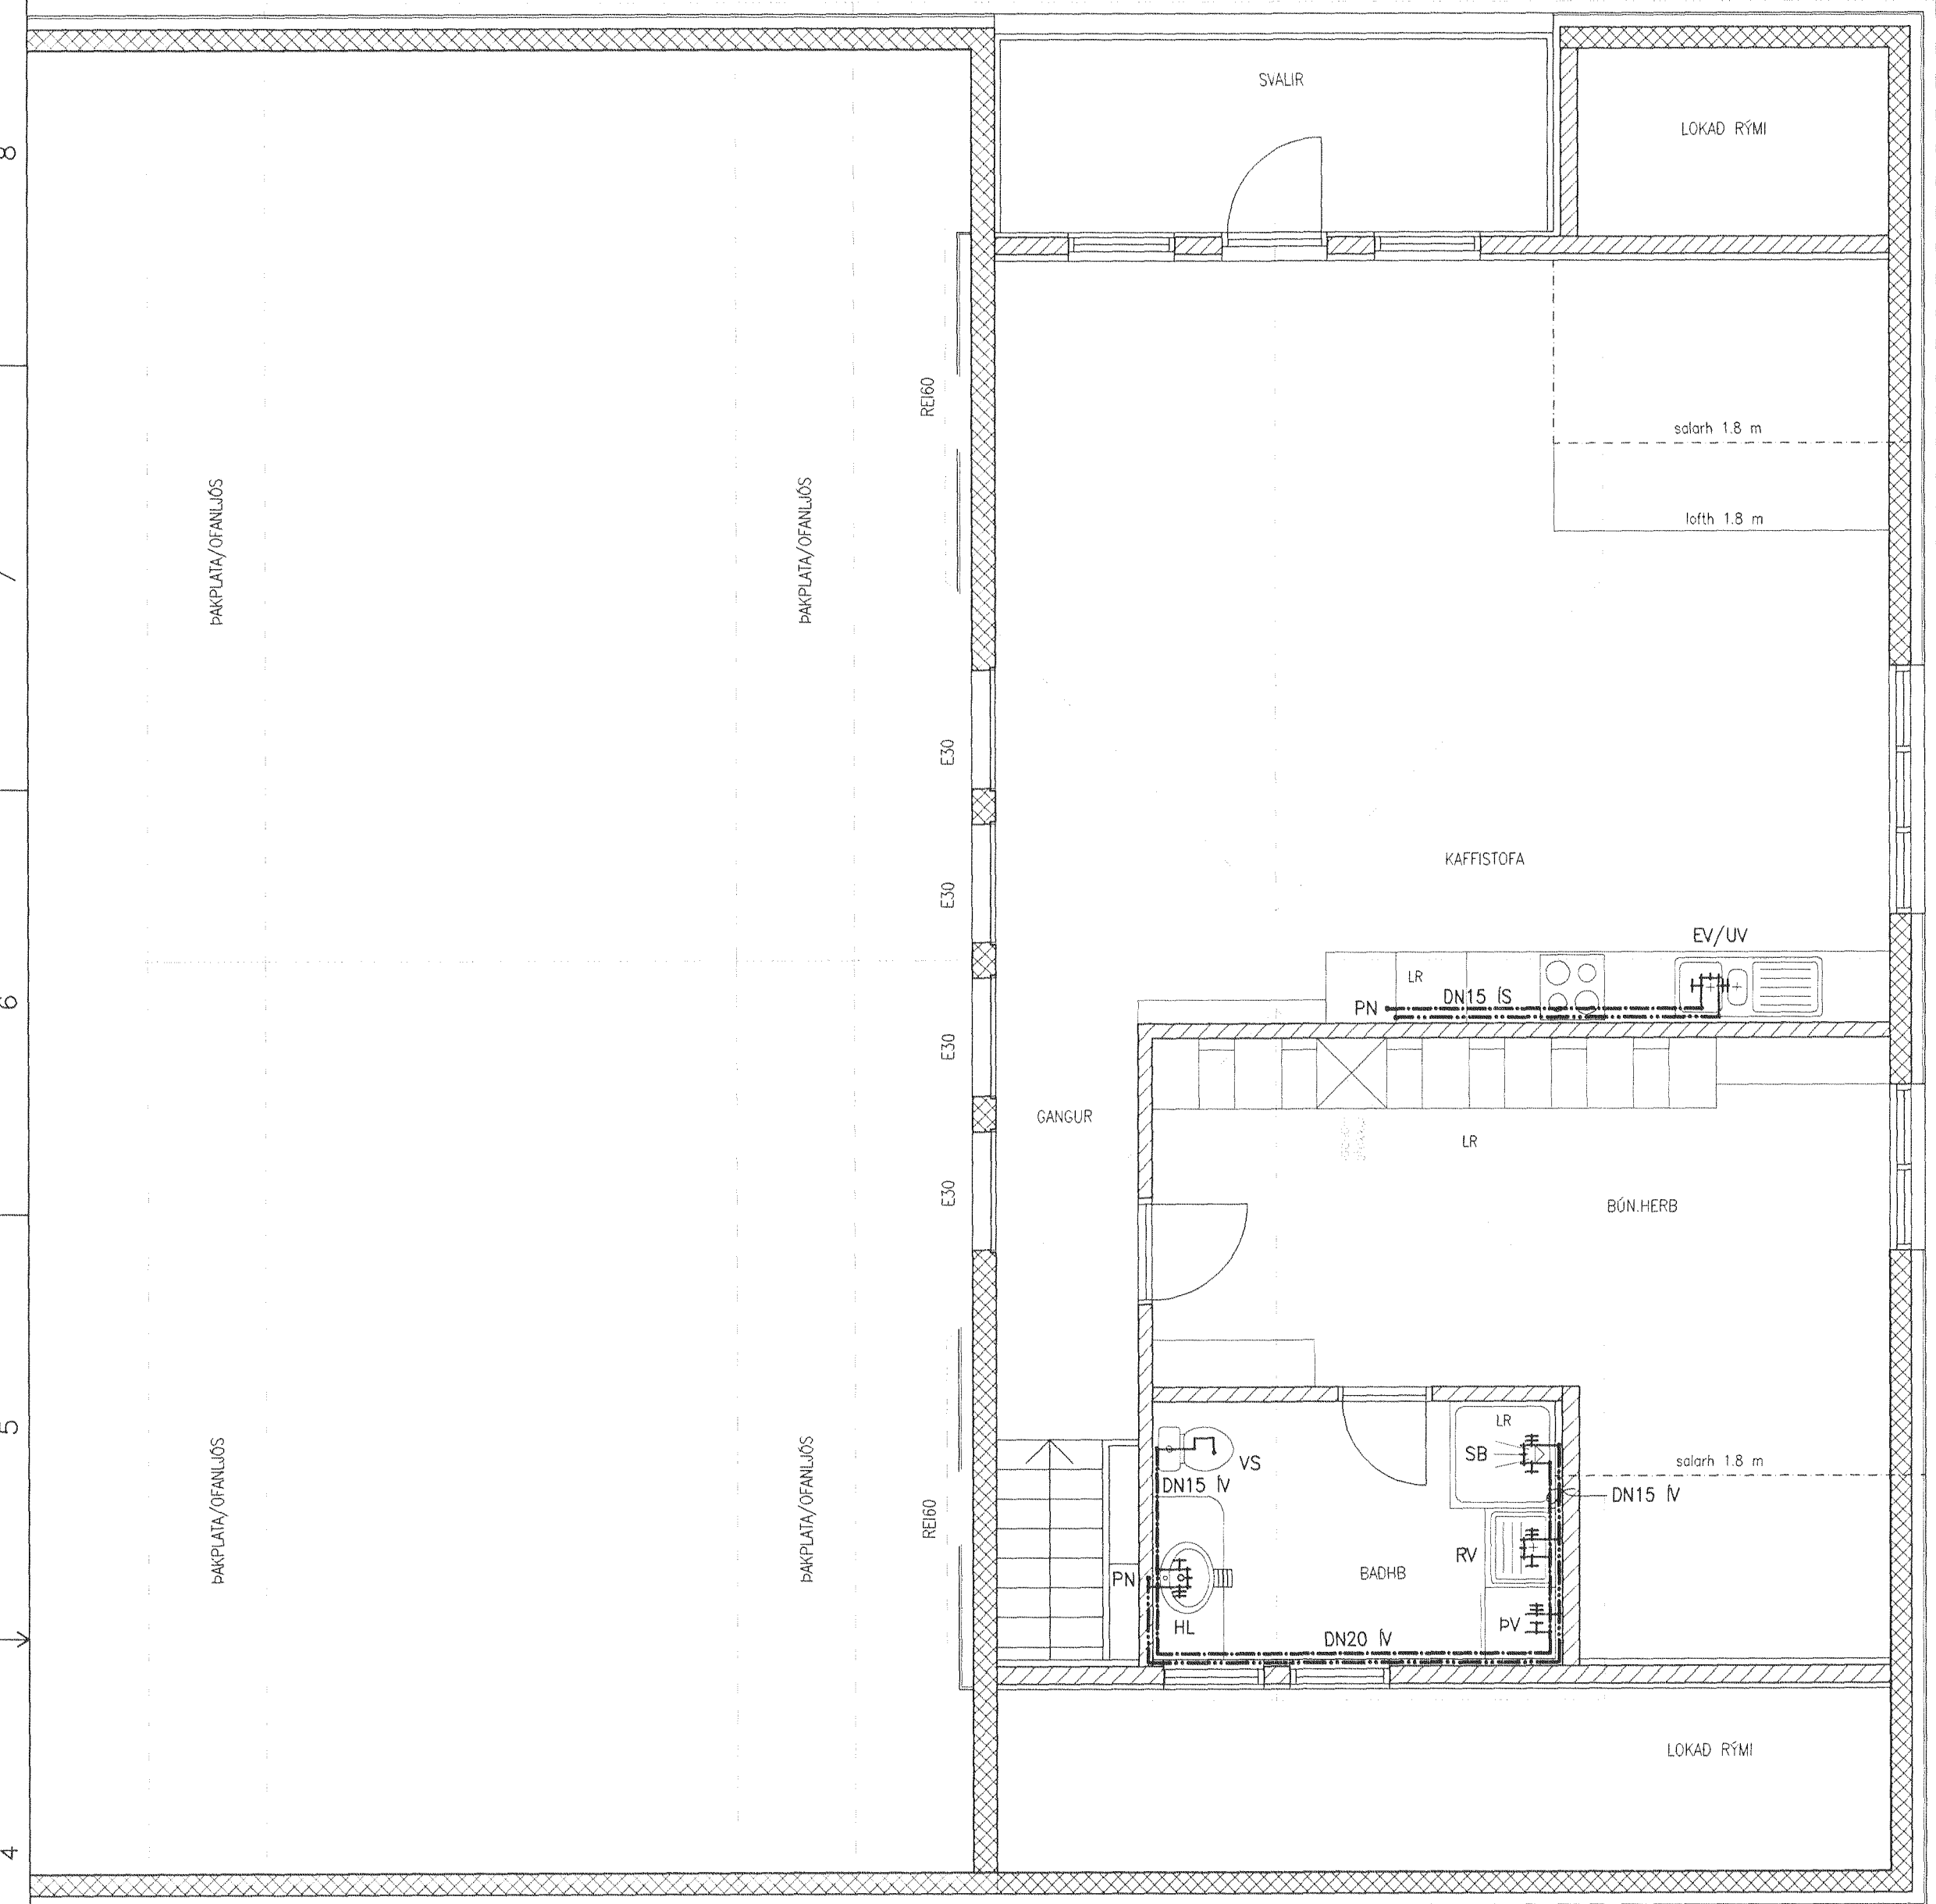 SVALIR
LOKAÐ RÝMI
8
REI60
salarh 1.8 m
ÞAKPLATA/OFANLJÓS
ÞAKPLATA/OFANLJÓS
lofth 1.8 m
7
E30
KAFFISTOFA
E30
EV/UV
LR
DN15 ÍS
PN
6
E30
GANGUR
LR
E30
BÚN.HERB
5
LR
SB
VS
salarh 1.8 m
DN15 ÍV
DN15 ÍV
ÞAKPLATA/OFANLJÓS
ÞAKPLATA/OFANLJÓS
REI60
RV
PN
BAÐHB
HL
ÞV
DN20 ÍV
LOKAÐ RÝMI
4